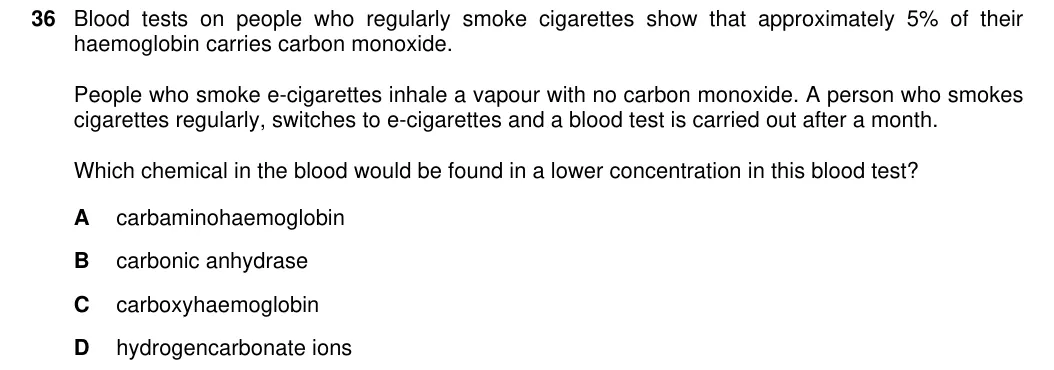 36 Blood tests on people who regularly smoke cigarettes show that approximately 5% of their
haemoglobin carries carbon monoxide.
People who smoke e-cigarettes inhale a vapour with no carbon monoxide. A person who smokes
cigarettes regularly, switches to e-cigarettes and a blood test is carried out after a month.
Which chemical in the blood would be found in a lower concentration in this blood test?
A carbaminohaemoglobin
B carbonic anhydrase
C carboxyhaemoglobin
D hydrogencarbonate ions